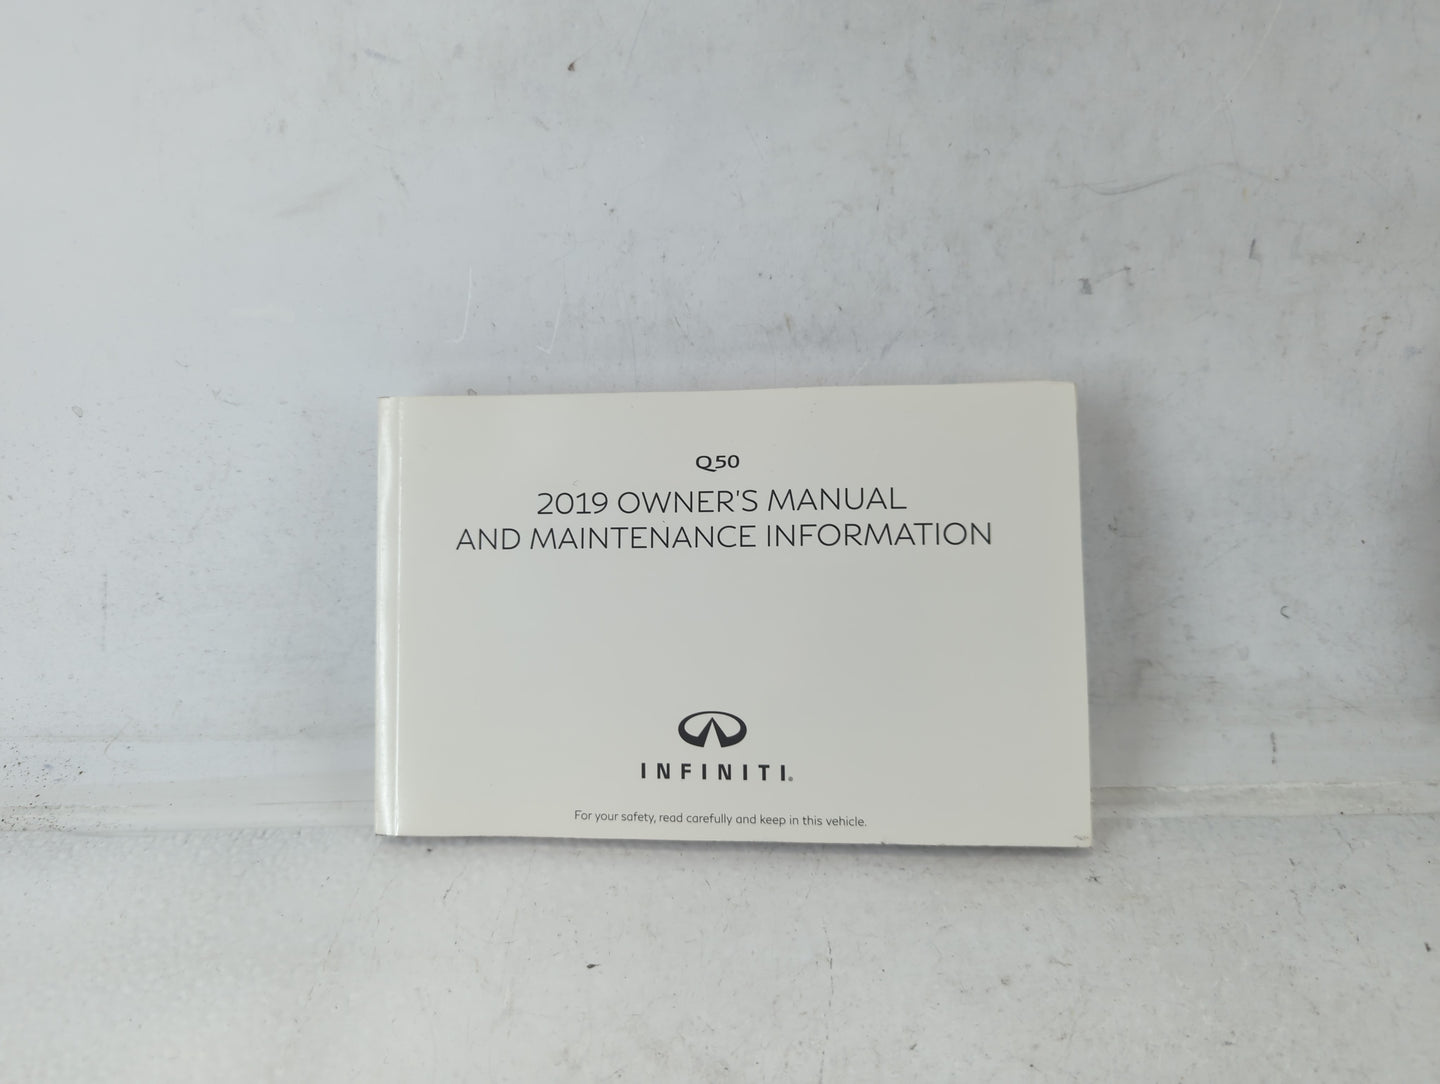 Q50
2019 OWNER'S MANUAL
AND MAINTENANCE INFORMATION
INFINITI®
For your safety, read carefully and keep in this vehicle.